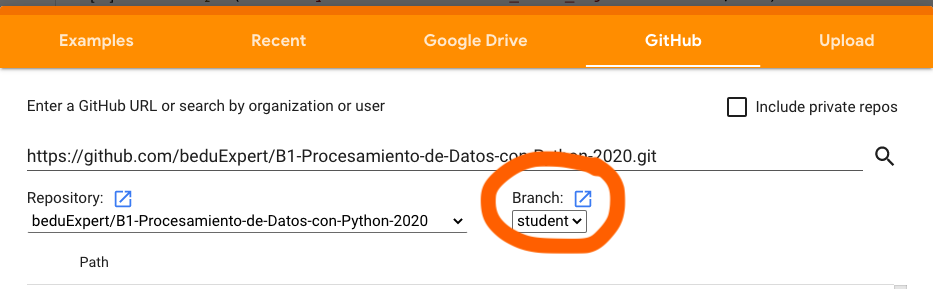 Examples Recent Google Drive GitHub Upload
Enter a GitHub URL or search by organization or user Include private repos
https://github.com/beduExpert/B1-Procesamiento-de-Datos-con-Python-2020.git
Repository: Branch:
beduExpert/B1-Procesamiento-de-Datos-con-Python-2020 student
Path